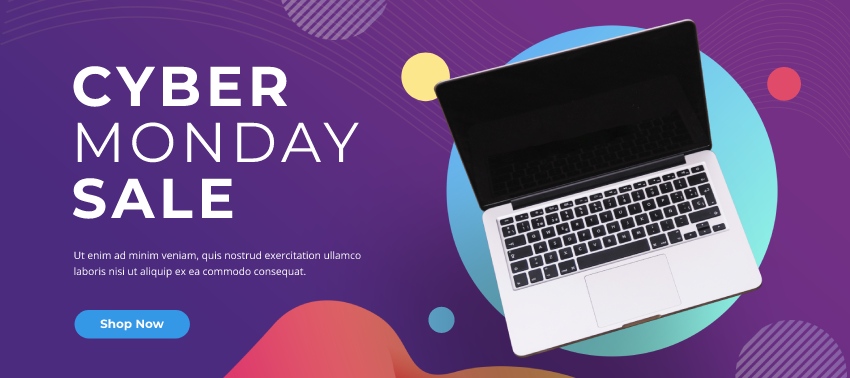 CYBER
MONDAY
SALE
Ut enim ad minim veniam, quis nostrud exercitation ullamco
laboris nisi ut aliquip ex ea commodo consequat.
Shop Now